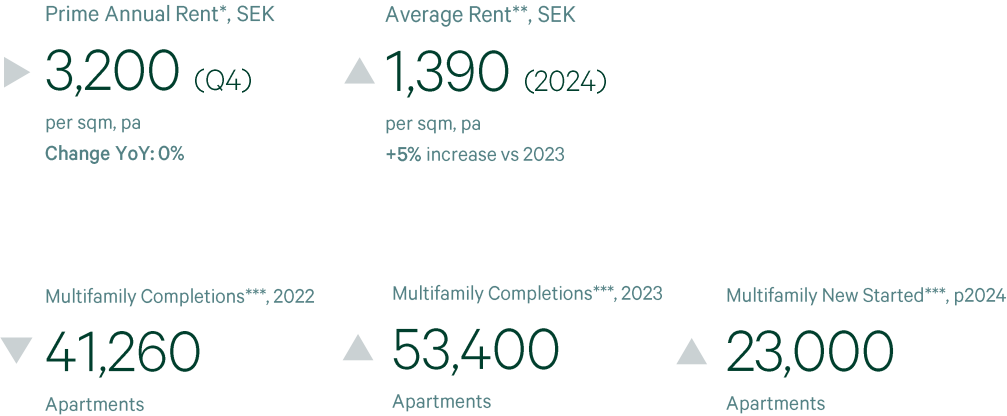 Prime Annual Rent*, SEK
3,200 (Q4)
per sqm, pa
Change YoY: 0%
Average Rent**, SEK
1,390 (2024)
per sqm, pa
+5% increase vs 2023
Multifamily Completions***, 2022
41,260
Apartments
Multifamily Completions***, 2023
53,400
Apartments
Multifamily New Started***, p2024
23,000
Apartments